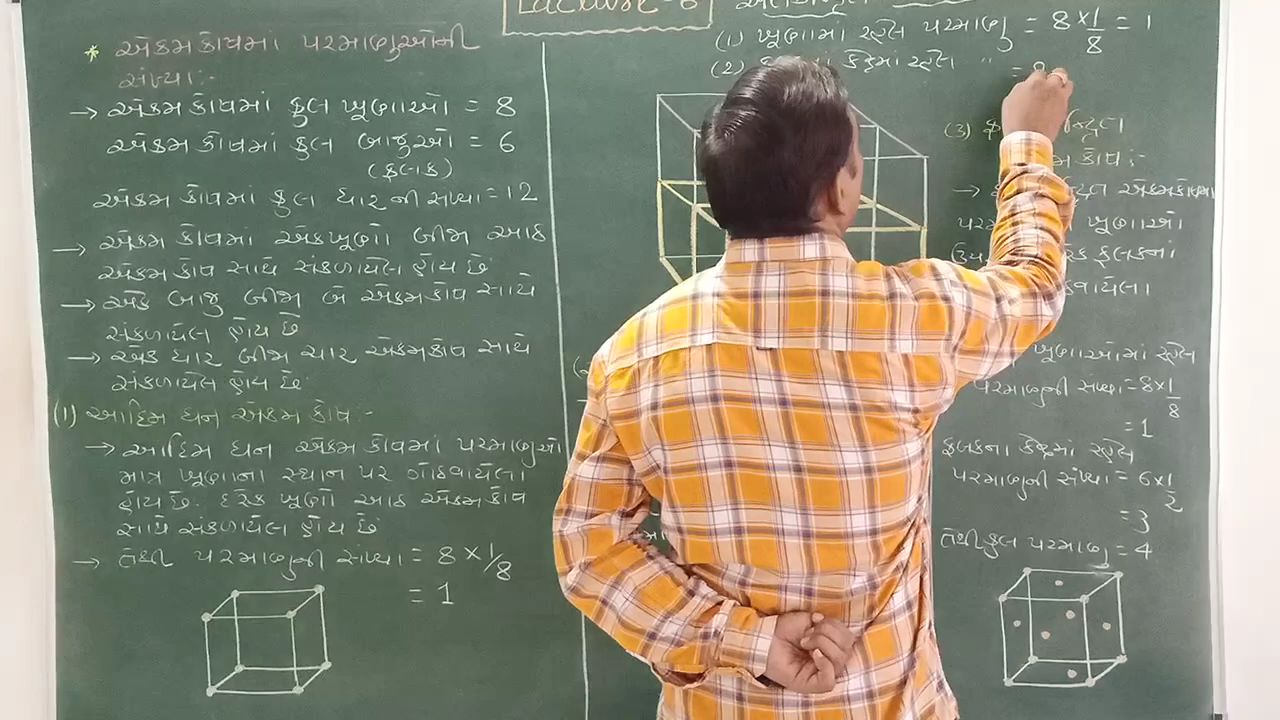 Lecture-6
* એકમકોષમાં પરમાણુઓની
સંખ્યા:-
→ એકમકોષમાં કુલ ખૂણાઓ = 8
એકમકોષમાં કુલ બાજુઓ = 6
(ફલક)
એકમકોષમાં કુલ ધારની સંખ્યા = 12
→ એકમ કોષમાં એકખૂણો બીજા આઠ
એકમકોષ સાથે સંકળાયેલ હોય છે
→ એક બાજુ બીજા બે એકમકોષ સાથે
સંકળાયેલ હોય છે
→ એક ધાર બીજા ચાર એકમકોષ સાથે
સંકળાયેલ હોય છે.
(1) આદિમ ઘન એકમ કોષ:-
→ આદિમ ઘન એકમ કોષમાં પરમાણુઓ
માત્ર ખૂણાના સ્થાન પર ગોઠવાયેલા
હોય છે. દરેક ખૂણો આઠ એકમકોષ
સાથે સંકળાયેલ હોય છે
→ તેથી પરમાણુની સંખ્યા = 8 × 1/8
= 1
(1) ખૂણામાં રહેલ પરમાણુ = 8 × 1/8 = 1
(2) કેન્દ્રમાં રહેલ " =
(3)
કોષ:-
→ એકમકોષમાં
ખૂણાઓ
ફલકનાં
ખૂણાઓમાં રહેલ
પરમાણુની સંખ્યા = 8 × 1/8
= 1
ફલકના કેન્દ્રમાં રહેલ
પરમાણુની સંખ્યા = 6 × 1/2
= 3
તેથી કુલ પરમાણુ = 4